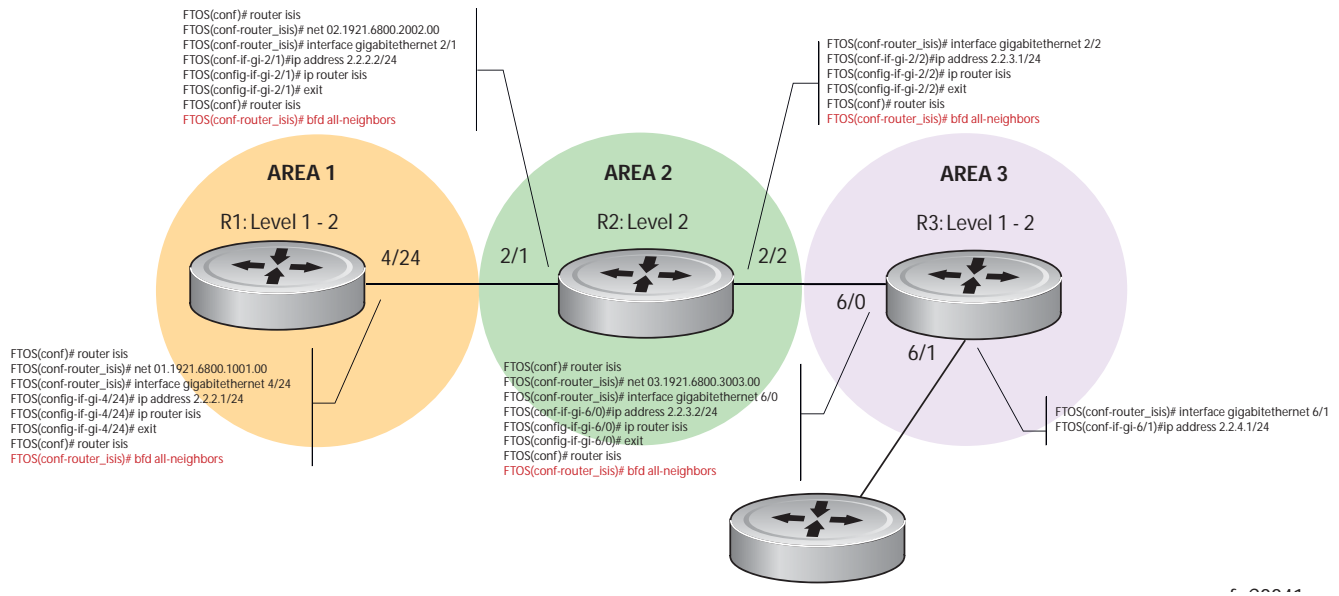 FTOS(conf)# router isis
FTOS(conf-router_isis)# net 02.1921.6800.2002.00
FTOS(conf-router_isis)# interface gigabitethernet 2/1
FTOS(conf-if-gi-2/1)#ip address 2.2.2.2/24
FTOS(config-if-gi-2/1)# ip router isis
FTOS(config-if-gi-2/1)# exit
FTOS(conf)# router isis
FTOS(conf-router_isis)# bfd all-neighbors
FTOS(conf-router_isis)# interface gigabitethernet 2/2
FTOS(conf-if-gi-2/2)#ip address 2.2.3.1/24
FTOS(config-if-gi-2/2)# ip router isis
FTOS(config-if-gi-2/2)# exit
FTOS(conf)# router isis
FTOS(conf-router_isis)# bfd all-neighbors
AREA 1
R1: Level 1 - 2
4/24
AREA 2
R2: Level 2
2/1
2/2
AREA 3
R3: Level 1 - 2
6/0
6/1
FTOS(conf)# router isis
FTOS(conf-router_isis)# net 01.1921.6800.1001.00
FTOS(conf-router_isis)# interface gigabitethernet 4/24
FTOS(config-if-gi-4/24)# ip address 2.2.2.1/24
FTOS(config-if-gi-4/24)# ip router isis
FTOS(config-if-gi-4/24)# exit
FTOS(conf)# router isis
FTOS(conf-router_isis)# bfd all-neighbors
FTOS(conf)# router isis
FTOS(conf-router_isis)# net 03.1921.6800.3003.00
FTOS(conf-router_isis)# interface gigabitethernet 6/0
FTOS(conf-if-gi-6/0)#ip address 2.2.3.2/24
FTOS(config-if-gi-6/0)# ip router isis
FTOS(config-if-gi-6/0)# exit
FTOS(conf)# router isis
FTOS(conf-router_isis)# bfd all-neighbors
FTOS(conf-router_isis)# interface gigabitethernet 6/1
FTOS(conf-if-gi-6/1)#ip address 2.2.4.1/24